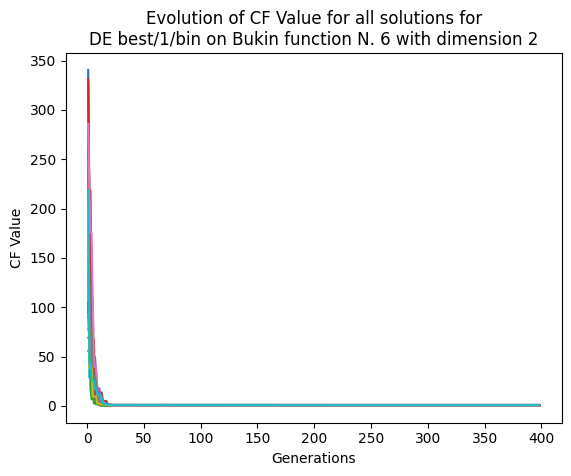 Evolution of CF Value for all solutions for
DE best/1/bin on Bukin function N. 6 with dimension 2
CF Value
350
300
250
200
150
100
50
0
0 50 100 150 200 250 300 350 400
Generations